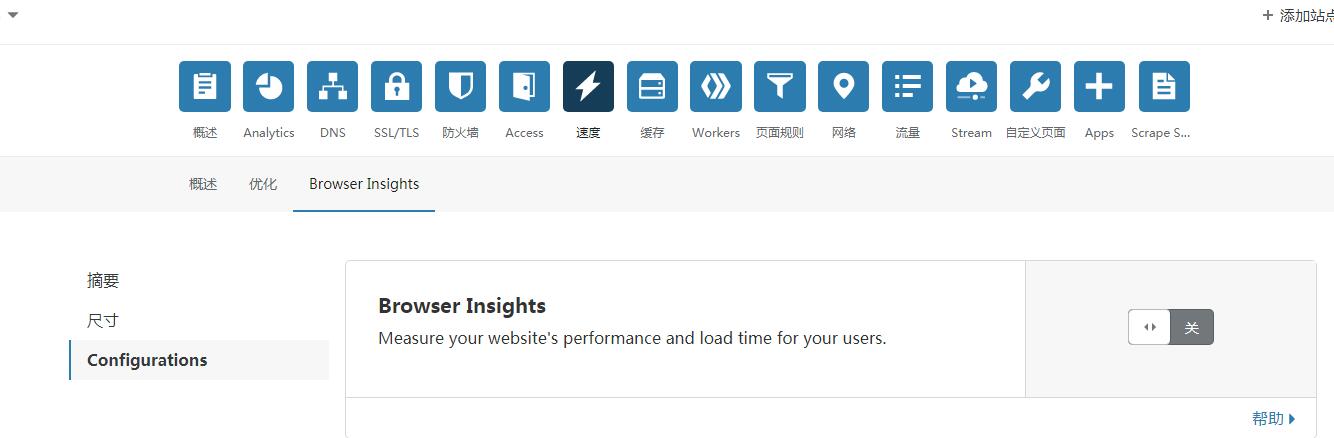 添加站点
概述 Analytics DNS SSL/TLS 防火墙 Access 速度 缓存 Workers 页面规则 网络 流量 Stream 自定义页面 Apps Scrape S...
概述 优化 Browser Insights
摘要
尺寸
Configurations
Browser Insights
Measure your website's performance and load time for your users.
关
帮助